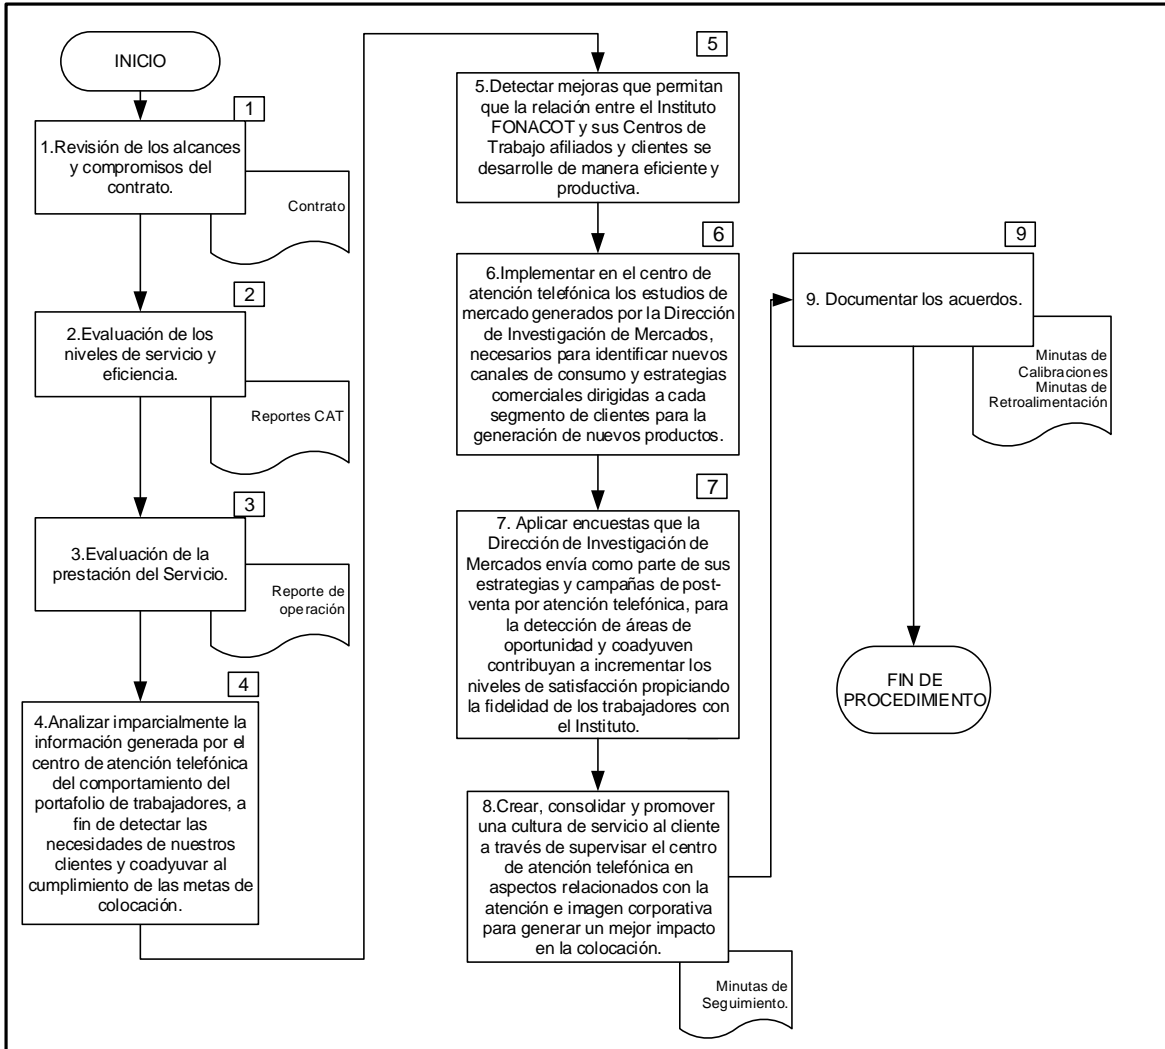 INICIO
1
1.Revisión de los alcances
y compromisos del
contrato.
Contrato
2
2.Evaluación de los
niveles de servicio y
eficiencia.
Reportes CAT
3
3.Evaluación de la
prestación del Servicio.
Reporte de
operación
4
4.Analizar imparcialmente la
información generada por el
centro de atención telefónica
del comportamiento del
portafolio de trabajadores, a
fin de detectar las
necesidades de nuestros
clientes y coadyuvar al
cumplimiento de las metas de
colocación.
5
5.Detectar mejoras que permitan
que la relación entre el Instituto
FONACOT y sus Centros de
Trabajo afiliados y clientes se
desarrolle de manera eficiente y
productiva.
6
6.Implementar en el centro de
atención telefónica los estudios de
mercado generados por la Dirección
de Investigación de Mercados,
necesarios para identificar nuevos
canales de consumo y estrategias
comerciales dirigidas a cada
segmento de clientes para la
generación de nuevos productos.
7
7. Aplicar encuestas que la
Dirección de Investigación de
Mercados envía como parte de sus
estrategias y campañas de post-
venta por atención telefónica, para
la detección de áreas de
oportunidad y coadyuven
contribuyan a incrementar los
niveles de satisfacción propiciando
la fidelidad de los trabajadores con
el Instituto.
8.Crear, consolidar y promover
una cultura de servicio al cliente
a través de supervisar el centro
de atención telefónica en
aspectos relacionados con la
atención e imagen corporativa
para generar un mejor impacto
en la colocación.
Minutas de
Seguimiento.
9
9. Documentar los acuerdos.
Minutas de
Calibraciones
Minutas de
Retroalimentación
FIN DE
PROCEDIMIENTO